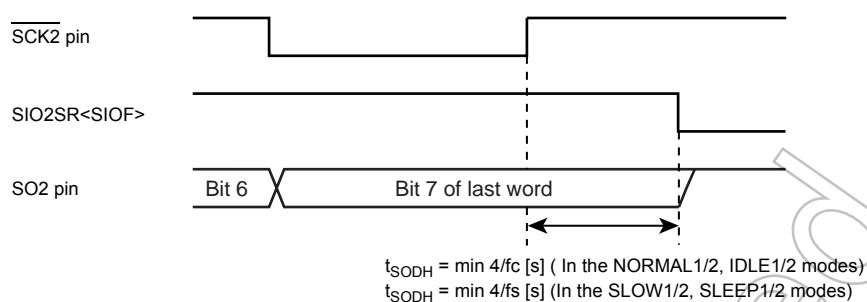 SCK2 pin
SIO2SR<SIOF>
SO2 pin
Bit 6
Bit 7 of last word
tSODH = min 4/fc [s] ( In the NORMAL1/2, IDLE1/2 modes)
tSODH = min 4/fs [s] (In the SLOW1/2, SLEEP1/2 modes)